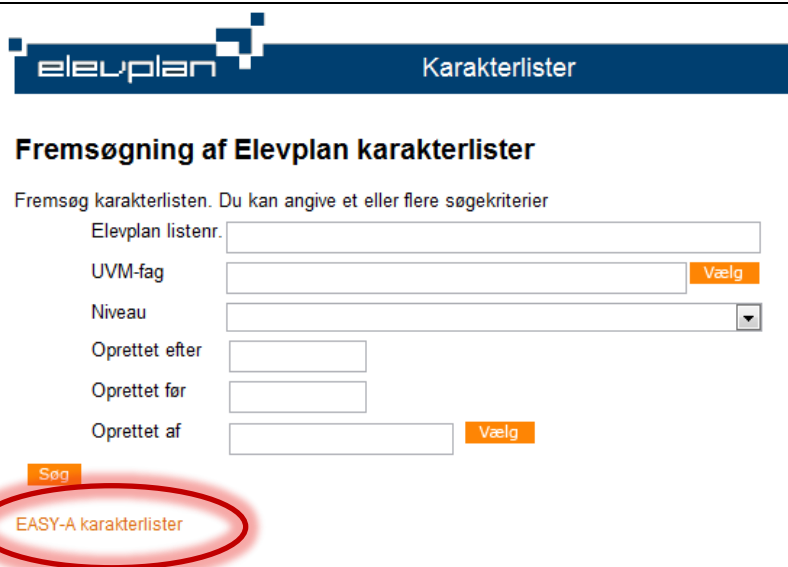 elevplan
Karakterlister
Fremsøgning af Elevplan karakterlister
Fremsøg karakterlisten. Du kan angive et eller flere søgekriterier
Elevplan listenr.
UVM-fag Vælg
Niveau
Oprettet efter
Oprettet før
Oprettet af Vælg
Søg
EASY-A karakterlister